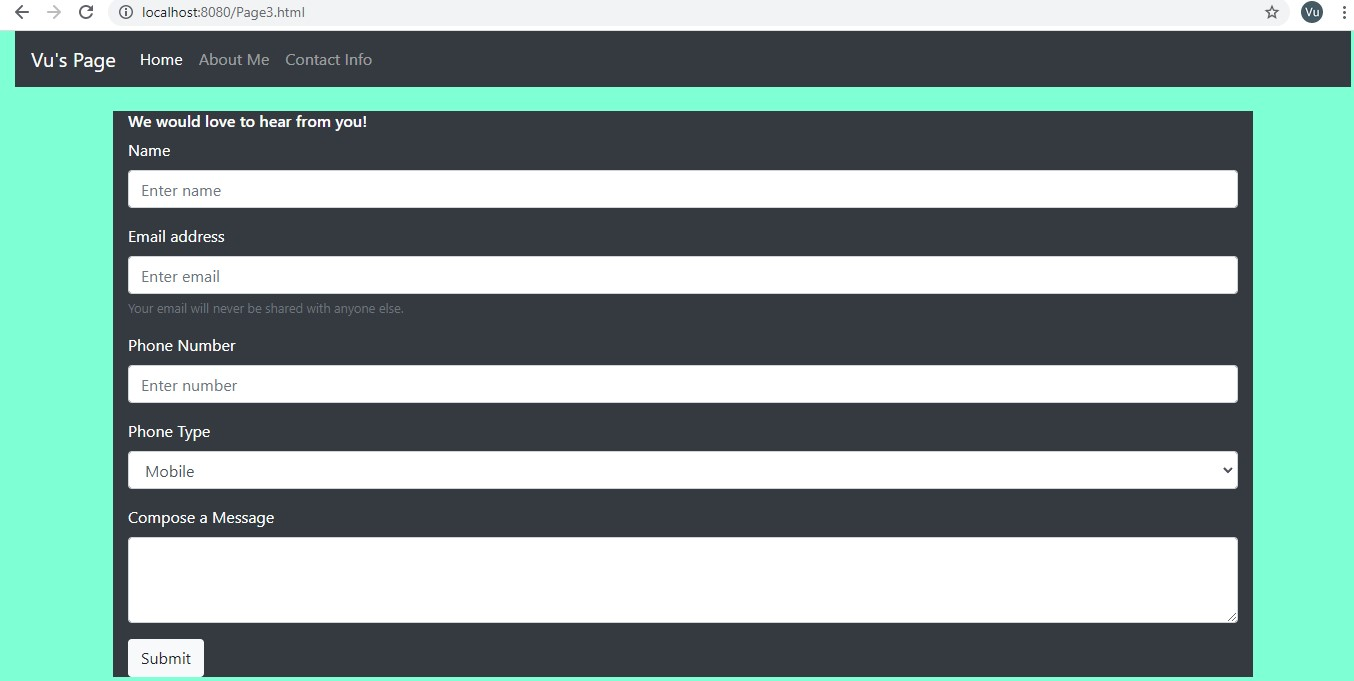 localhost:8080/Page3.html Vu
Vu's Page Home About Me Contact Info
We would love to hear from you!
Name
Enter name
Email address
Enter email
Your email will never be shared with anyone else.
Phone Number
Enter number
Phone Type
Mobile
Compose a Message
Submit